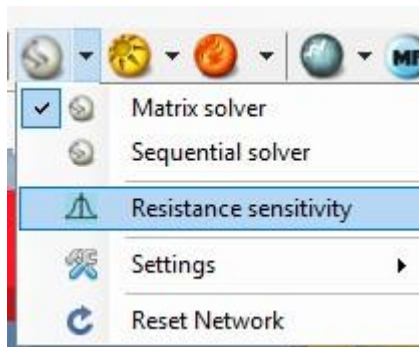 Matrix solver
Sequential solver
Resistance sensitivity
Settings
Reset Network